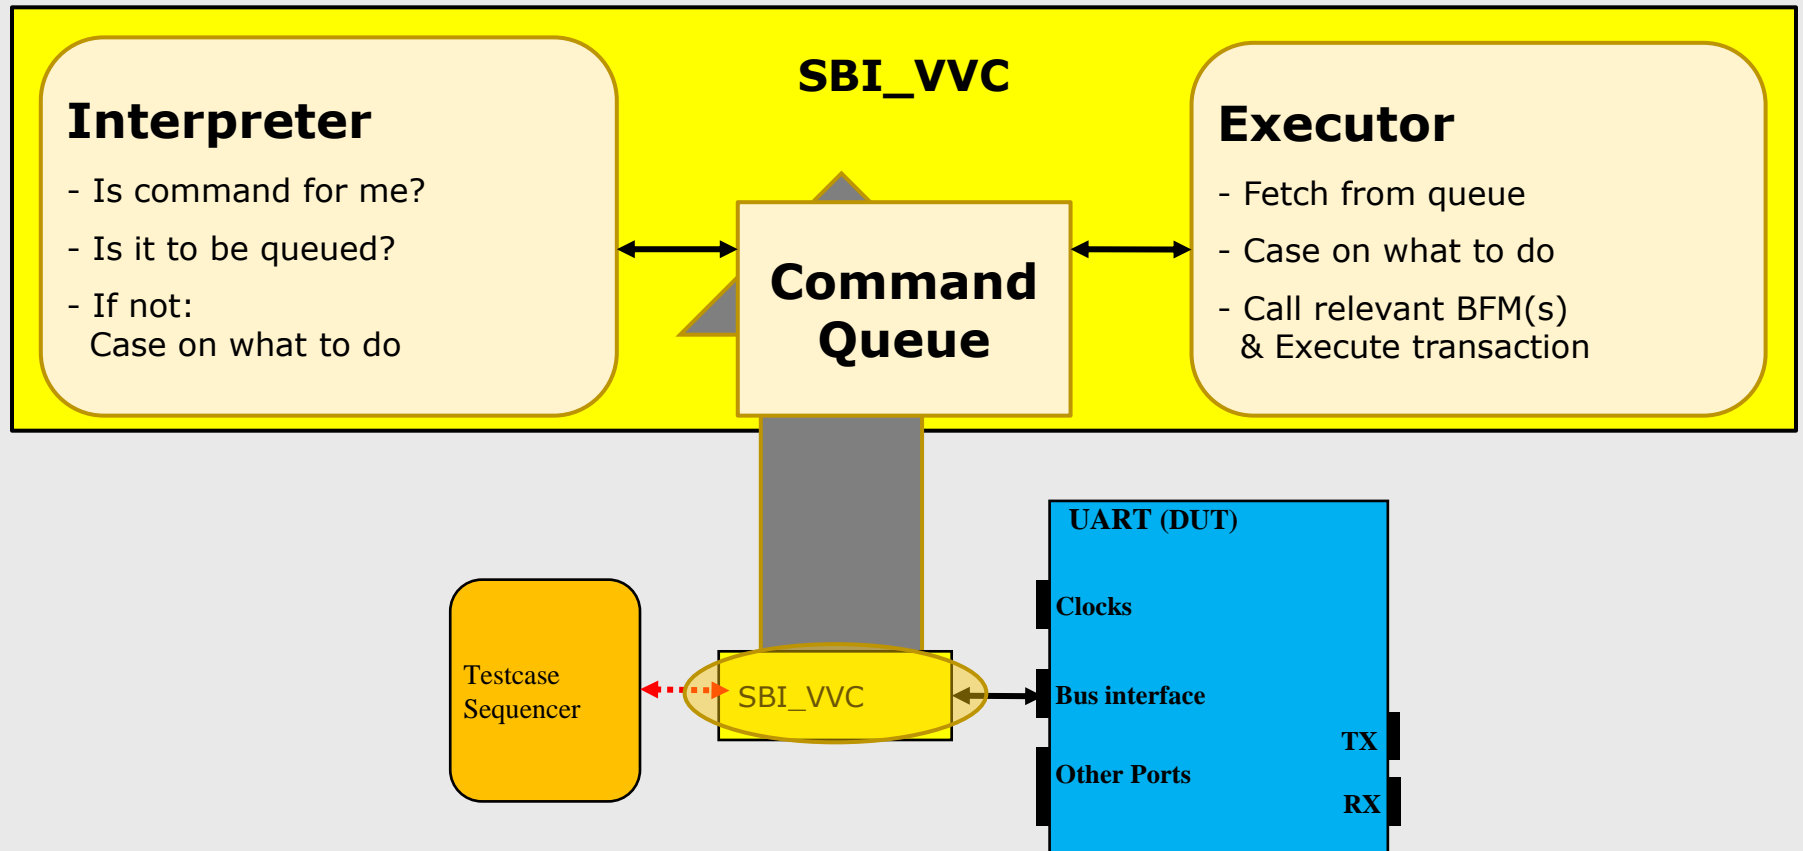 SBI_VVC
Interpreter
- Is command for me?
- Is it to be queued?
- If not:
Case on what to do
Command
Queue
Executor
- Fetch from queue
- Case on what to do
- Call relevant BFM(s)
& Execute transaction
Testcase
Sequencer
SBI_VVC
UART (DUT)
Clocks
Bus interface
Other Ports
TX
RX